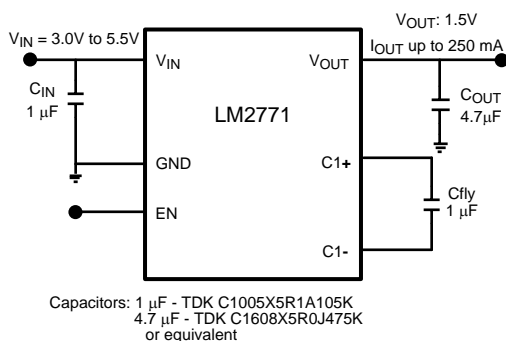 VIN = 3.0V to 5.5V
VOUT: 1.5V
IOUT up to 250 mA
CIN
1 μF
VIN
VOUT
LM2771
COUT
4.7μF
GND
C1+
EN
C1-
Cfly
1 μF
Capacitors: 1 μF - TDK C1005X5R1A105K
4.7 μF - TDK C1608X5R0J475K
or equivalent